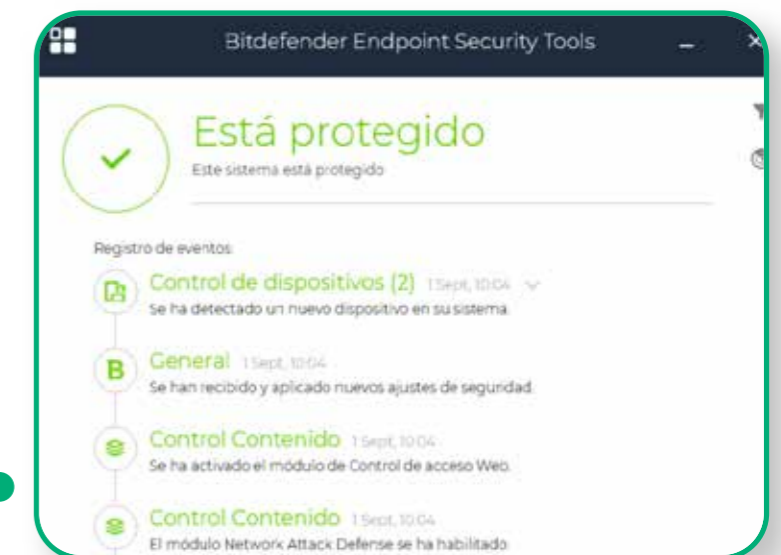 Bitdefender Endpoint Security Tools
Está protegido
Este sistema está protegido
Registro de eventos
Control de dispositivos (2) 1 Sept, 10:04
Se ha detectado un nuevo dispositivo en su sistema.
B General 1 Sept, 10:04
Se han recibido y aplicado nuevos ajustes de seguridad.
Control Contenido 1 Sept, 10:04
Se ha activado el módulo de Control de acceso Web.
Control Contenido 1 Sept, 10:04
El módulo Network Attack Defense se ha habilitado